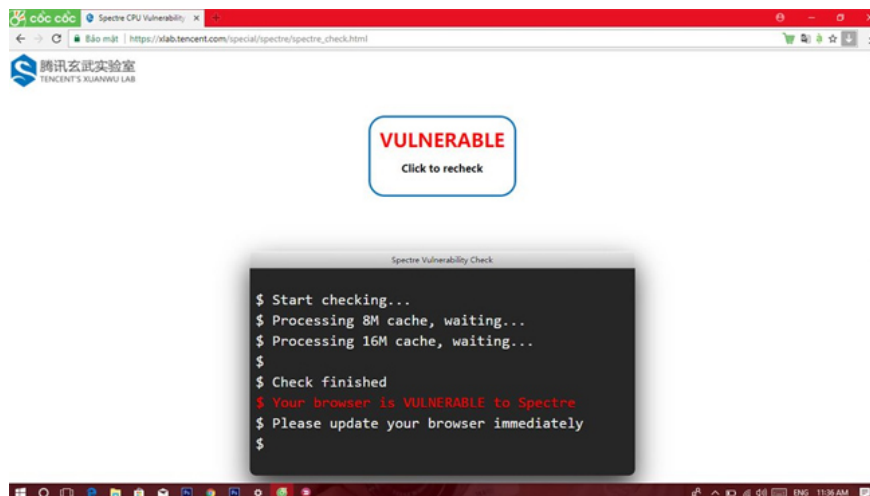 cốc cốc
Spectre CPU Vulnerability
Bảo mật
https://xlab.tencent.com/special/spectre/spectre_check.html
腾讯玄武实验室
TENCENT'S XUANWU LAB
VULNERABLE
Click to recheck
Spectre Vulnerability Check
$ Start checking...
$ Processing 8M cache, waiting...
$ Processing 16M cache, waiting...
$
$ Check finished
$ Your browser is VULNERABLE to Spectre
$ Please update your browser immediately
$
ENG 11:36 AM